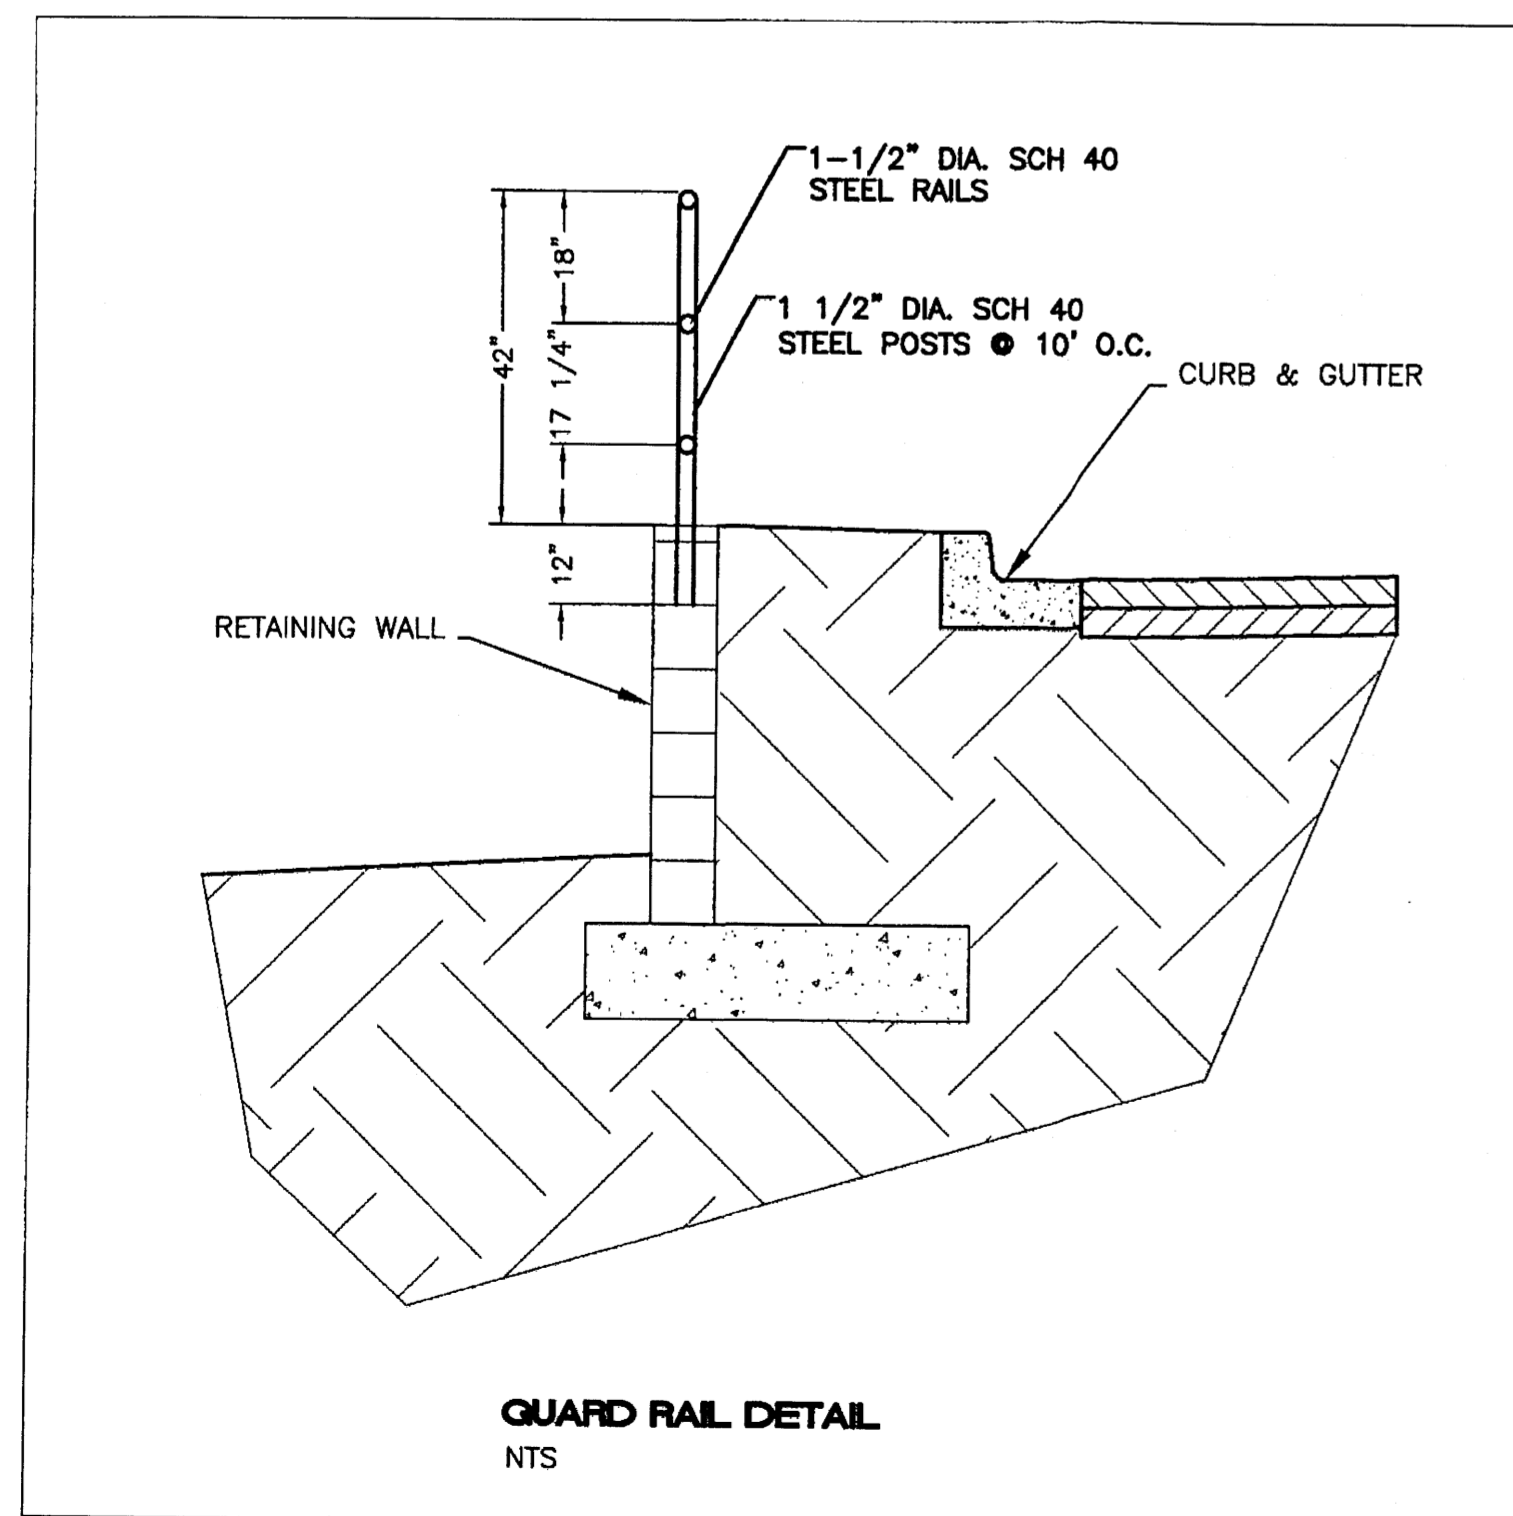 1-1/2" DIA. SCH 40
STEEL RAILS
18"
42"
17 1/4"
1 1/2" DIA. SCH 40
STEEL POSTS @ 10' O.C.
CURB & GUTTER
12"
RETAINING WALL
GUARD RAIL DETAIL
NTS